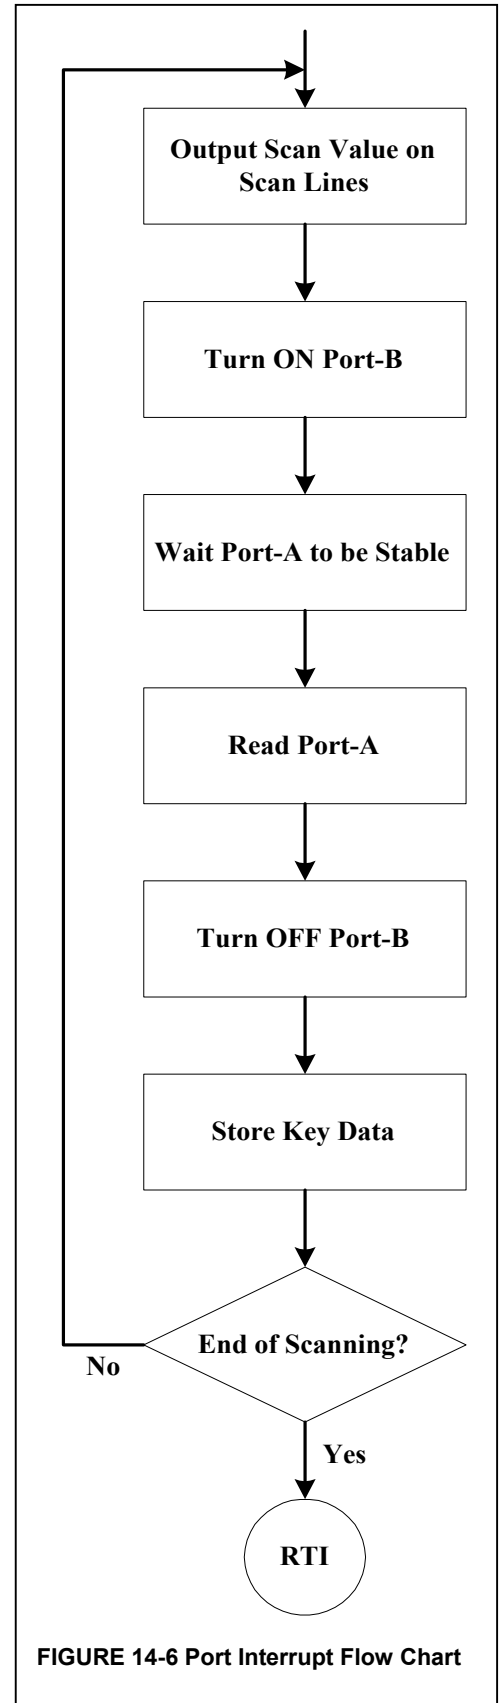 Output Scan Value on
Scan Lines
Turn ON Port-B
Wait Port-A to be Stable
Read Port-A
Turn OFF Port-B
Store Key Data
End of Scanning?
No
Yes
RTI
FIGURE 14-6 Port Interrupt Flow Chart